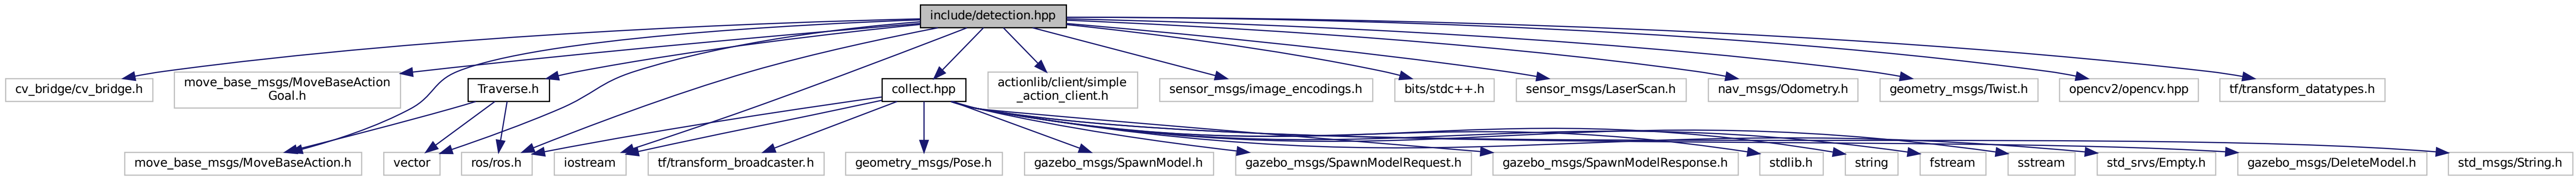 include/detection.hpp
cv_bridge/cv_bridge.h
move_base_msgs/MoveBaseAction
Goal.h
Traverse.h
collect.hpp
actionlib/client/simple
_action_client.h
sensor_msgs/image_encodings.h
bits/stdc++.h
sensor_msgs/LaserScan.h
nav_msgs/Odometry.h
geometry_msgs/Twist.h
opencv2/opencv.hpp
tf/transform_datatypes.h
move_base_msgs/MoveBaseAction.h
vector
ros/ros.h
iostream
tf/transform_broadcaster.h
geometry_msgs/Pose.h
gazebo_msgs/SpawnModel.h
gazebo_msgs/SpawnModelRequest.h
gazebo_msgs/SpawnModelResponse.h
stdlib.h
string
fstream
sstream
std_srvs/Empty.h
gazebo_msgs/DeleteModel.h
std_msgs/String.h